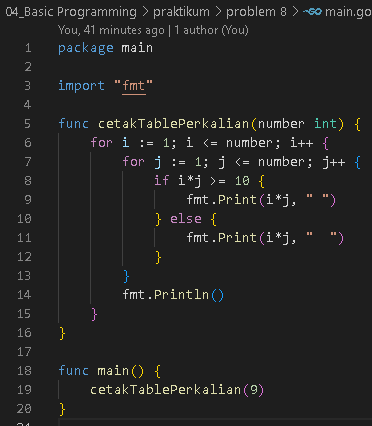 04_Basic Programming > praktikum > problem 8 > main.go
You, 41 minutes ago | 1 author (You)
1 package main
2
3 import "fmt"
4
5 func cetakTablePerkalian(number int) {
6 for i := 1; i <= number; i++ {
7 for j := 1; j <= number; j++ {
8 if i*j >= 10 {
9 fmt.Print(i*j, " ")
10 } else {
11 fmt.Print(i*j, "  ")
12 }
13 }
14 fmt.Println()
15 }
16 }
17
18 func main() {
19 cetakTablePerkalian(9)
20 }